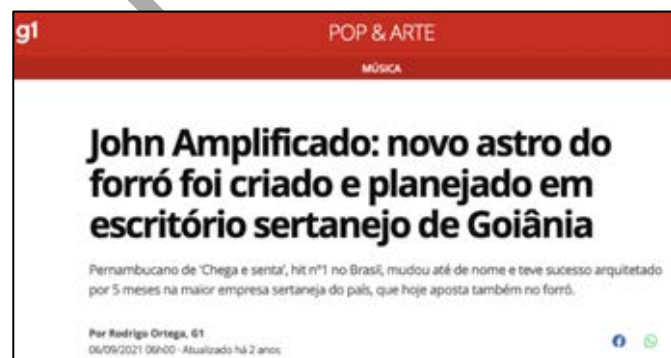 g1
POP & ARTE
MÚSICA
John Amplificado: novo astro do
forró foi criado e planejado em
escritório sertanejo de Goiânia
Pernambucano de 'Chega e senta', hit nº1 no Brasil, mudou até de nome e teve sucesso arquitetado
por 5 meses na maior empresa sertaneja do país, que hoje aposta também no forró.
Por Rodrigo Ortega, G1
06/09/2021 06h00 · Atualizado há 2 anos